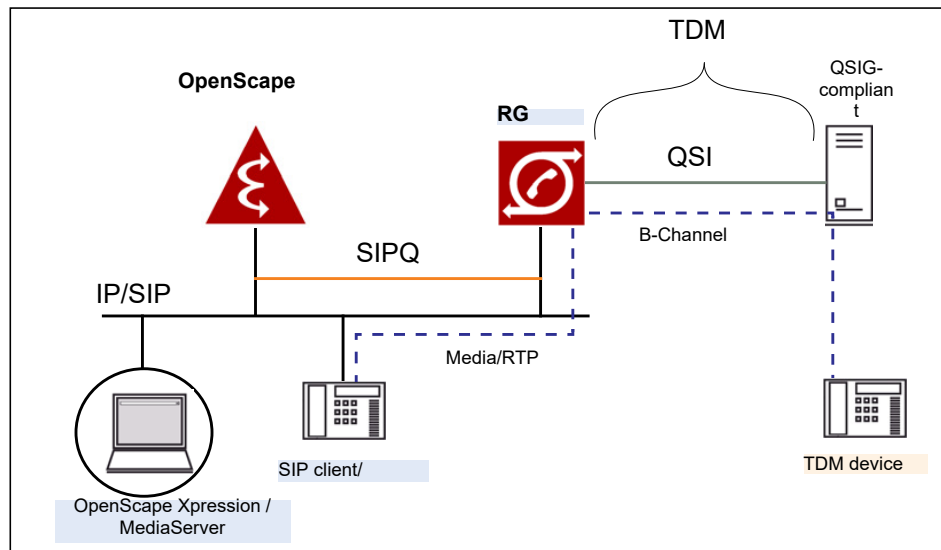 TDM
OpenScape
QSIG-
complian
t
RG
QSI
B-Channel
SIPQ
IP/SIP
Media/RTP
SIP client/
TDM device
OpenScape Xpression /
MediaServer